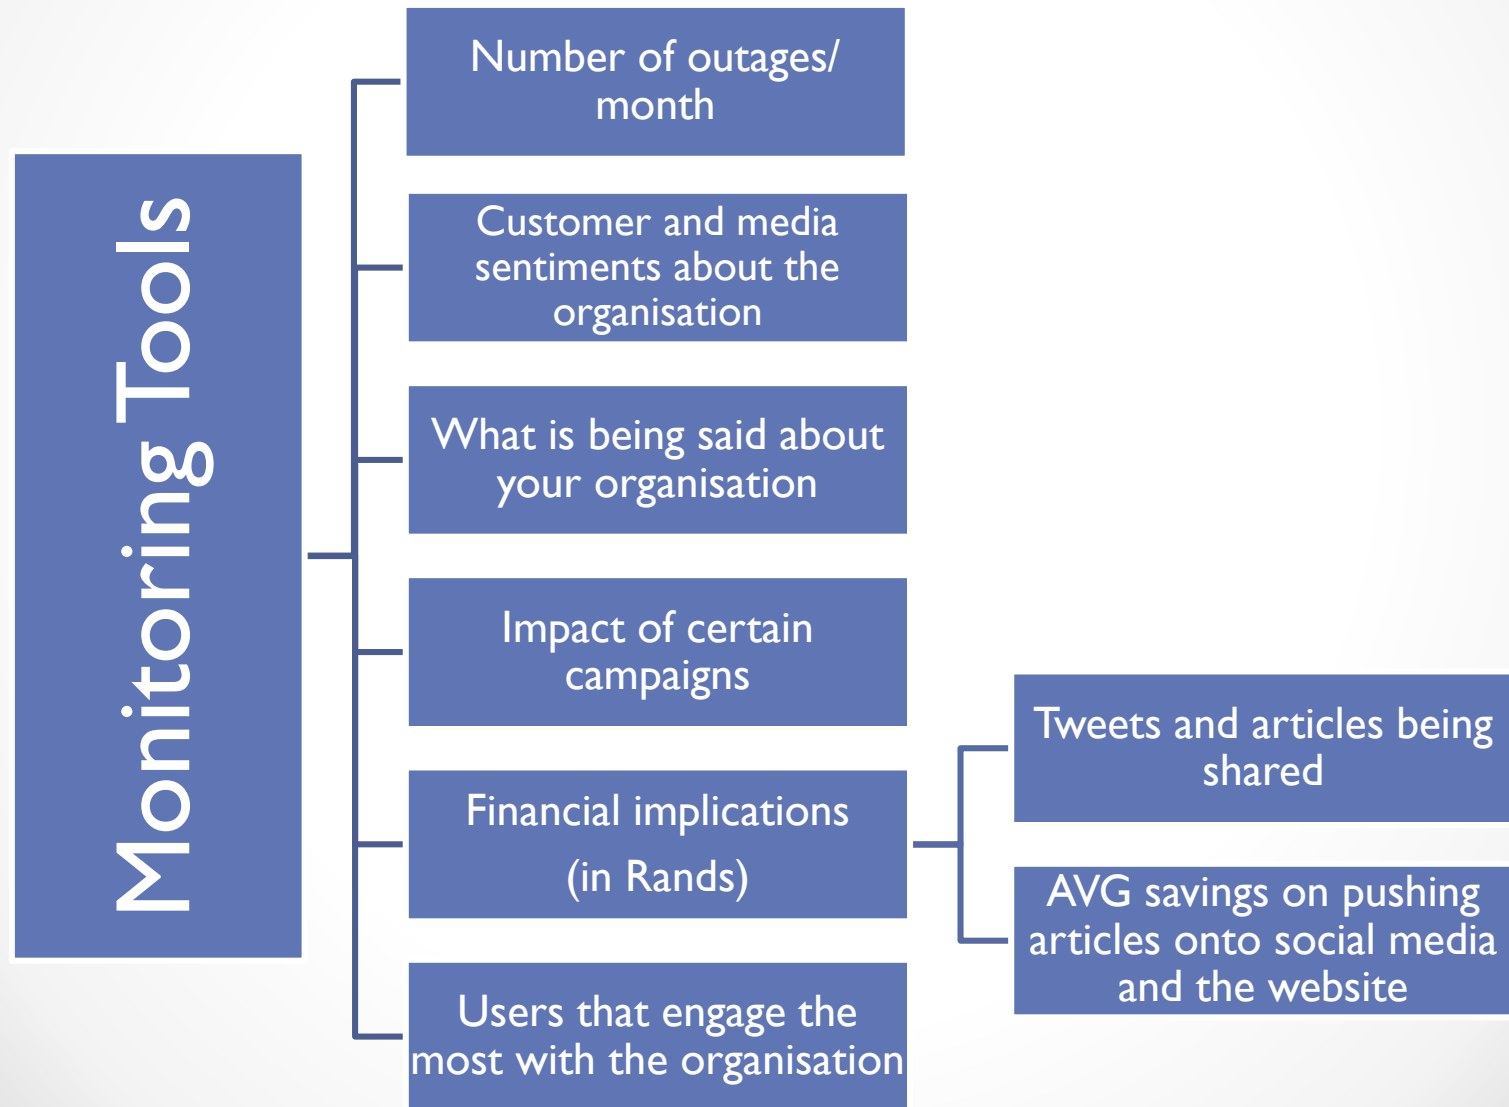 Monitoring Tools
Number of outages/
month
Customer and media
sentiments about the
organisation
What is being said about
your organisation
Impact of certain
campaigns
Financial implications
(in Rands)
Tweets and articles being
shared
AVG savings on pushing
articles onto social media
and the website
Users that engage the
most with the organisation